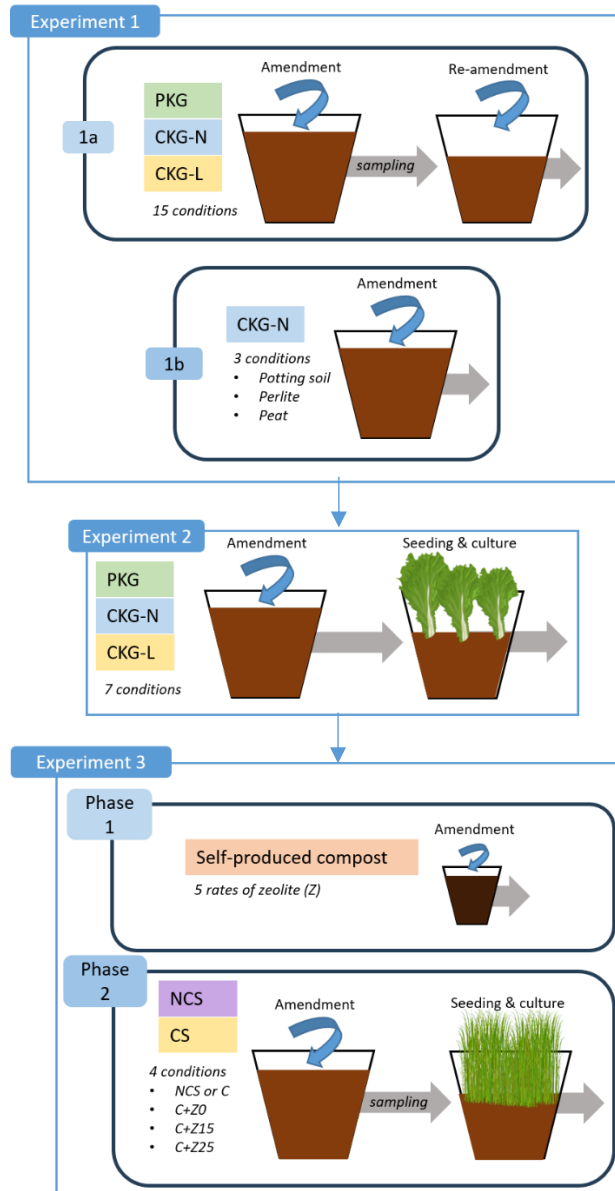 Experiment 1
1a
PKG
CKG-N
CKG-L
15 conditions
Amendment
sampling
Re-amendment
1b
CKG-N
3 conditions
• Potting soil
• Perlite
• Peat
Amendment
Experiment 2
PKG
CKG-N
CKG-L
7 conditions
Amendment
Seeding & culture
Experiment 3
Phase
1
Self-produced compost
5 rates of zeolite (Z)
Amendment
Phase
2
NCS
CS
4 conditions
• NCS or C
• C+Z0
• C+Z15
• C+Z25
Amendment
sampling
Seeding & culture